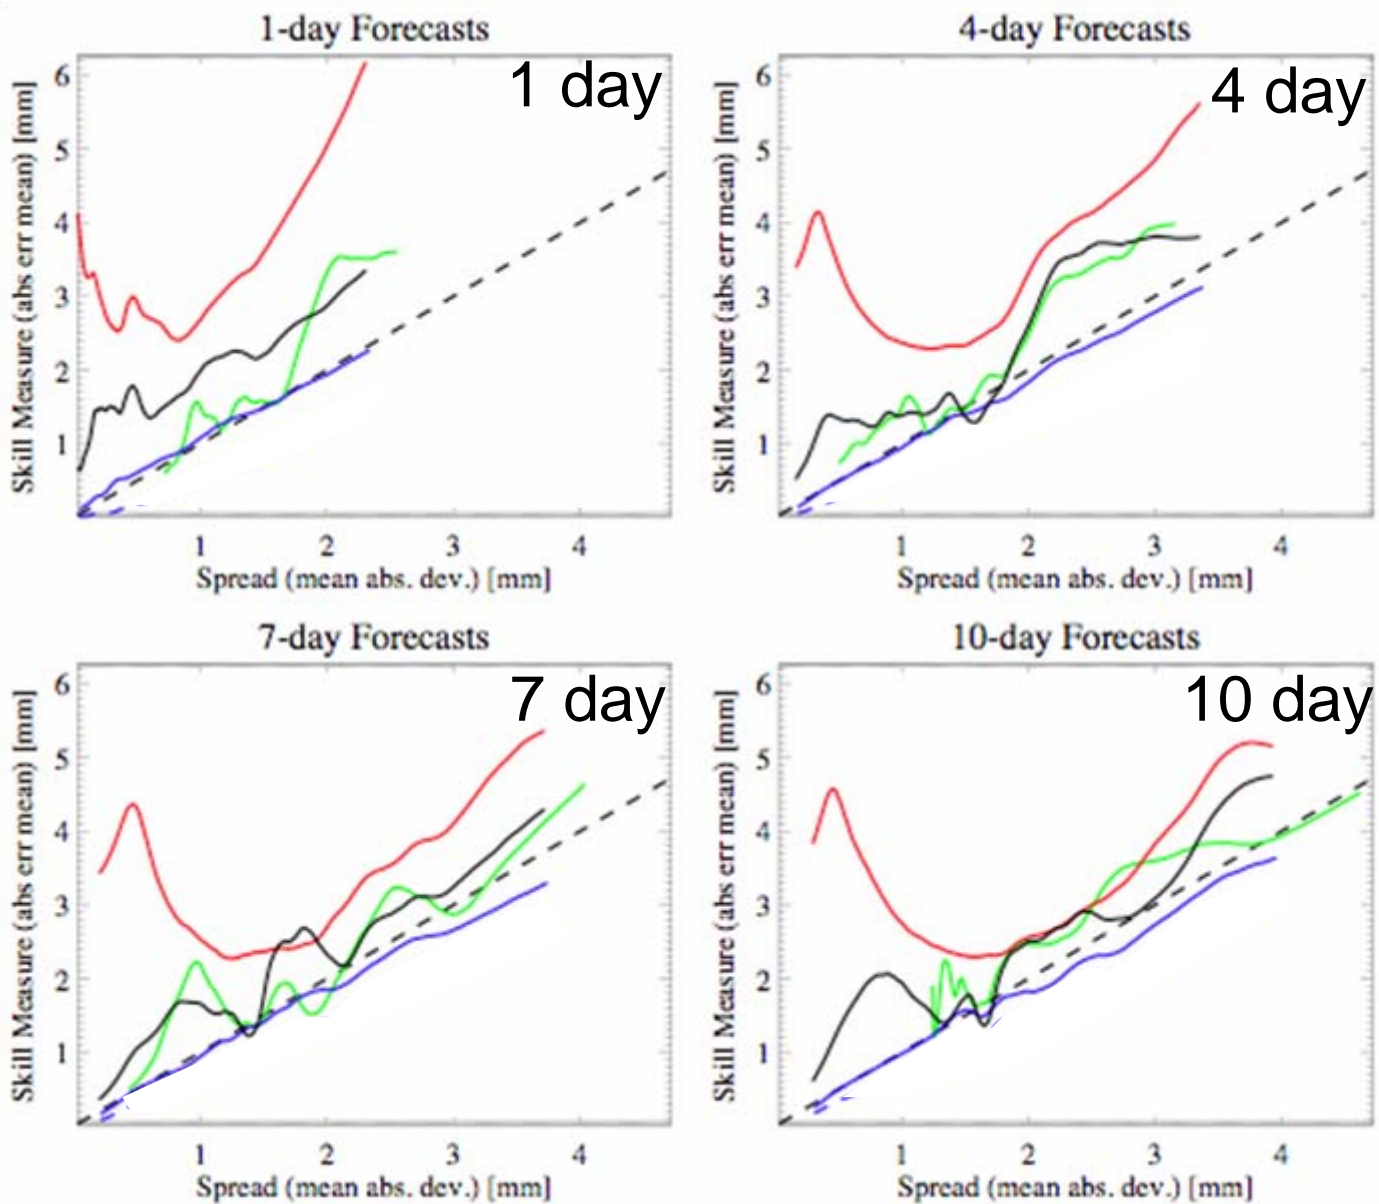 1-day Forecasts
1 day
Skill Measure (abs err mean) [mm]
6
5
4
3
2
1
1 2 3 4
Spread (mean abs. dev.) [mm]
4-day Forecasts
4 day
Skill Measure (abs err mean) [mm]
6
5
4
3
2
1
1 2 3 4
Spread (mean abs. dev.) [mm]
7-day Forecasts
7 day
Skill Measure (abs err mean) [mm]
6
5
4
3
2
1
1 2 3 4
Spread (mean abs. dev.) [mm]
10-day Forecasts
10 day
Skill Measure (abs err mean) [mm]
6
5
4
3
2
1
1 2 3 4
Spread (mean abs. dev.) [mm]